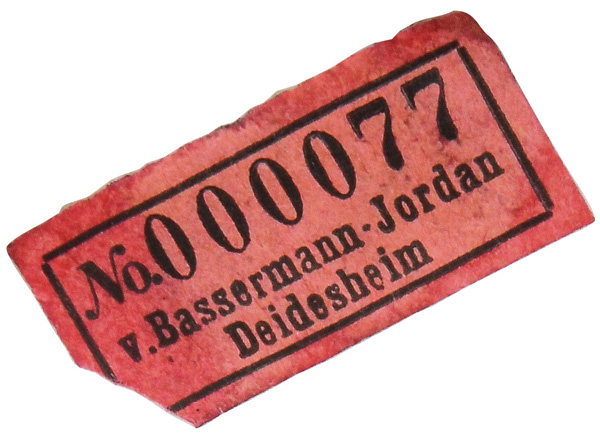 No. 000077
v. Bassermann-Jordan
Deidesheim